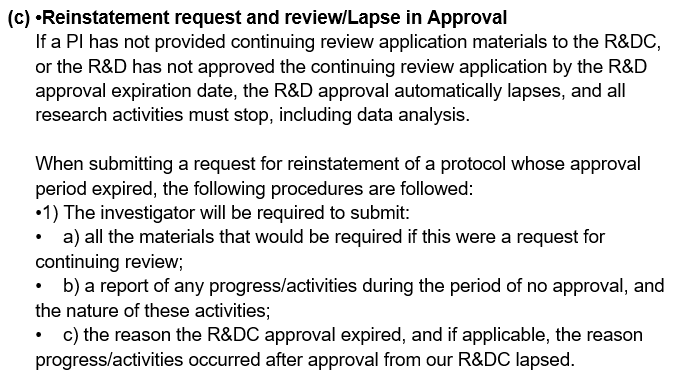 (c) •Reinstatement request and review/Lapse in Approval
If a PI has not provided continuing review application materials to the R&DC,
or the R&D has not approved the continuing review application by the R&D
approval expiration date, the R&D approval automatically lapses, and all
research activities must stop, including data analysis.
When submitting a request for reinstatement of a protocol whose approval
period expired, the following procedures are followed:
•1) The investigator will be required to submit:
• a) all the materials that would be required if this were a request for
continuing review;
• b) a report of any progress/activities during the period of no approval, and
the nature of these activities;
• c) the reason the R&DC approval expired, and if applicable, the reason
progress/activities occurred after approval from our R&DC lapsed.